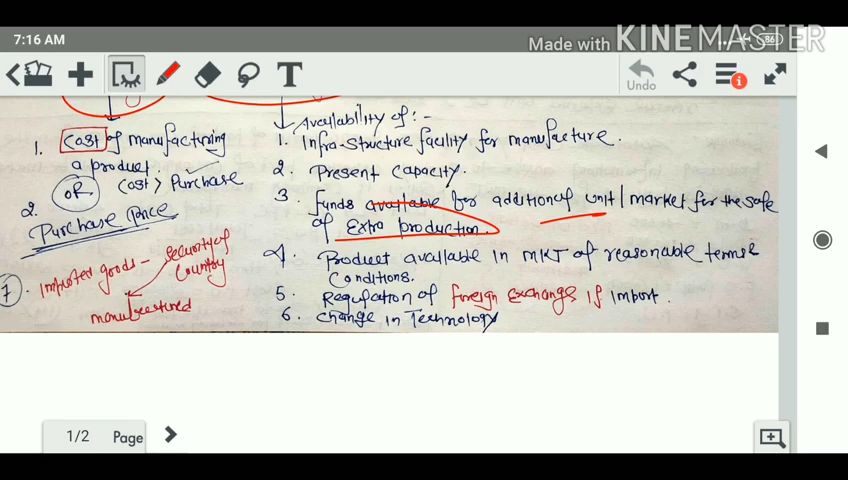 7:16 AM
Made with KINEMASTER
86
T
Undo
Availability of :-
1. Cost of manufacturing
a product
or
Cost > Purchase
2. Purchase price
7. Imported goods - Security of
Country
manufactured
1. Infra-structure facility for manufacture.
2. Present capacity.
3. Funds available for additional unit / market for the sale
of Extra production.
4. Product available in MKT of reasonable terms &
Conditions.
5. Regulation of foreign exchange if import.
6. Change in Technology
1/2 Page